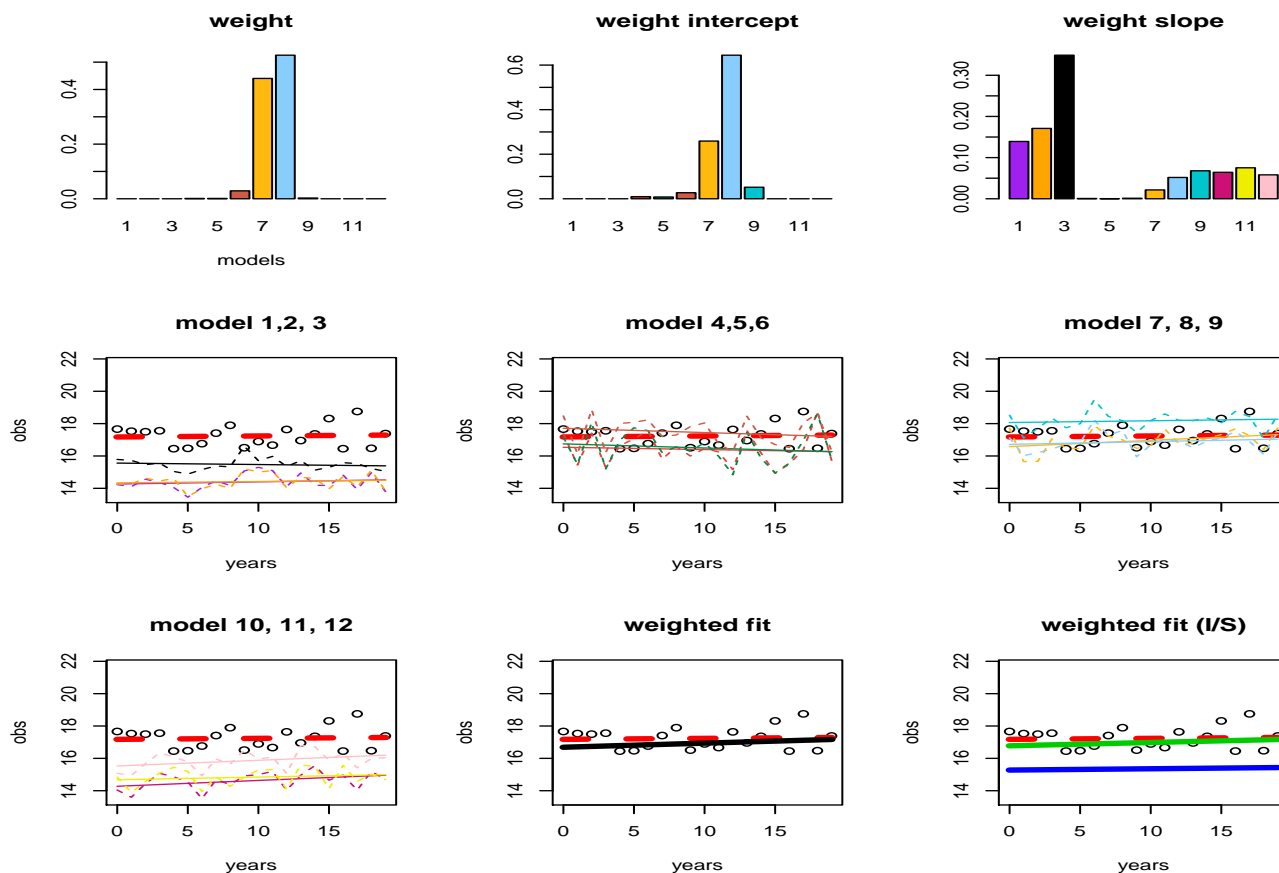 weight
weight intercept
weight slope
0.0 0.2 0.4
1 3 5 7 9 11
models
0.0 0.2 0.4 0.6
1 3 5 7 9 11
0.00 0.10 0.20 0.30
1 3 5 7 9 11
model 1,2, 3
model 4,5,6
model 7, 8, 9
obs
14 16 18 20 22
0 5 10 15
years
obs
14 16 18 20 22
0 5 10 15
years
obs
14 16 18 20 22
0 5 10 15
years
model 10, 11, 12
weighted fit
weighted fit (I/S)
obs
14 16 18 20 22
0 5 10 15
years
obs
14 16 18 20 22
0 5 10 15
years
obs
14 16 18 20 22
0 5 10 15
years